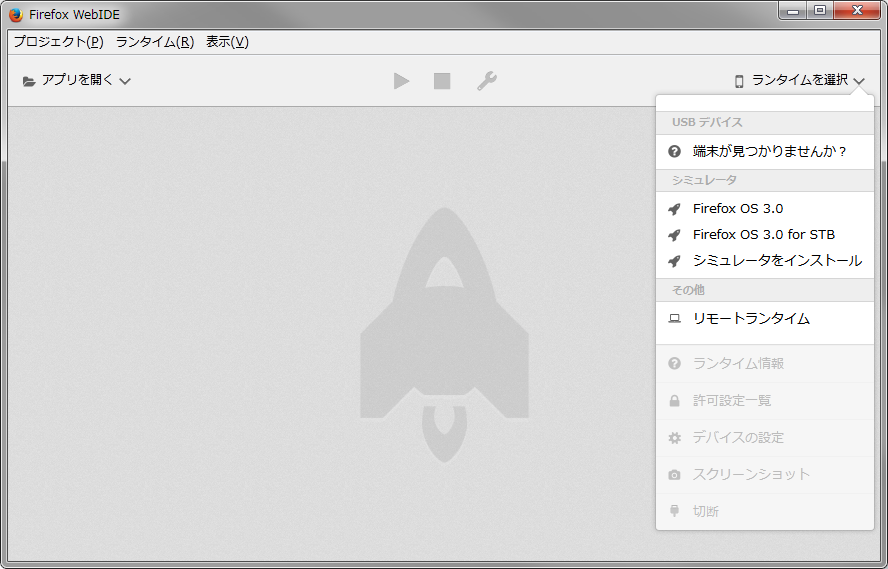 Firefox WebIDE
プロジェクト(P) ランタイム(R) 表示(V)
アプリを開く
ランタイムを選択
USB デバイス
端末が見つかりませんか？
シミュレータ
Firefox OS 3.0
Firefox OS 3.0 for STB
シミュレータをインストール
その他
リモートランタイム
ランタイム情報
許可設定一覧
デバイスの設定
スクリーンショット
切断